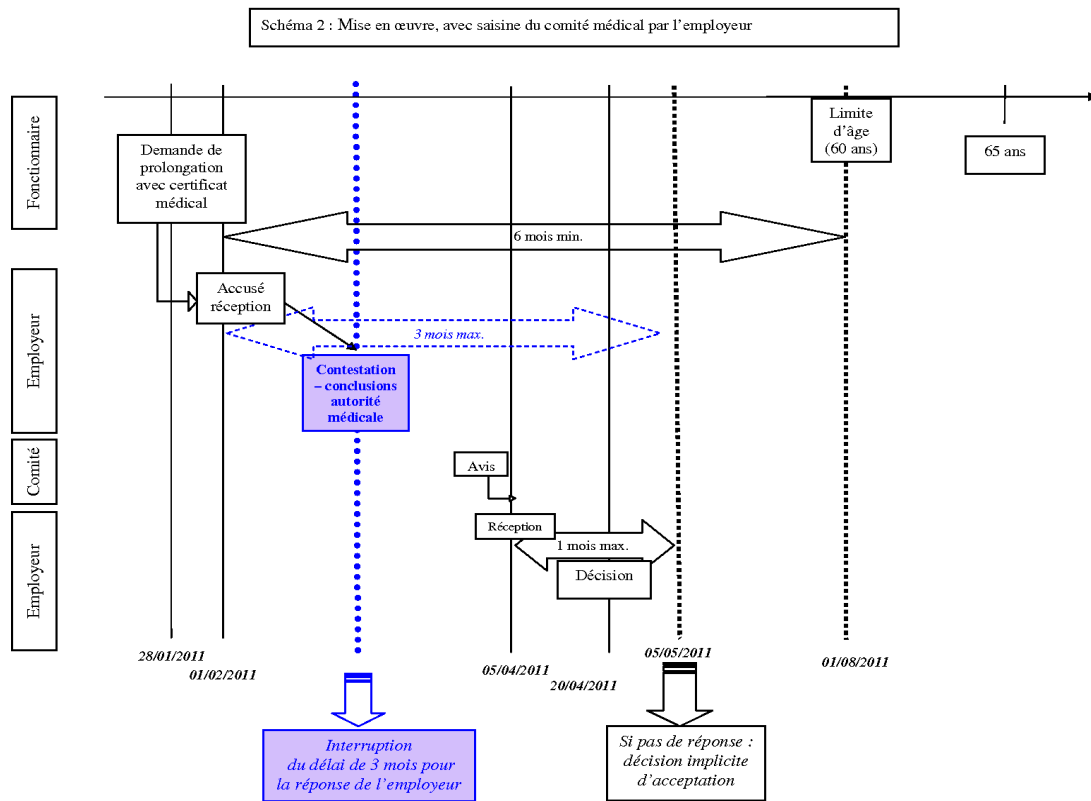 Schéma 2 : Mise en œuvre, avec saisine du comité médical par l'employeur
Fonctionnaire
Demande de
prolongation
avec certificat
médical
Limite
d'âge
(60 ans)
65 ans
6 mois min.
Employeur
Accusé
réception
3 mois max.
Contestation
– conclusions
autorité
médicale
Comité
Avis
Employeur
Réception
1 mois max.
Décision
28/01/2011
01/02/2011
05/04/2011
20/04/2011
05/05/2011
01/08/2011
Interruption
du délai de 3 mois pour
la réponse de l'employeur
Si pas de réponse :
décision implicite
d'acceptation